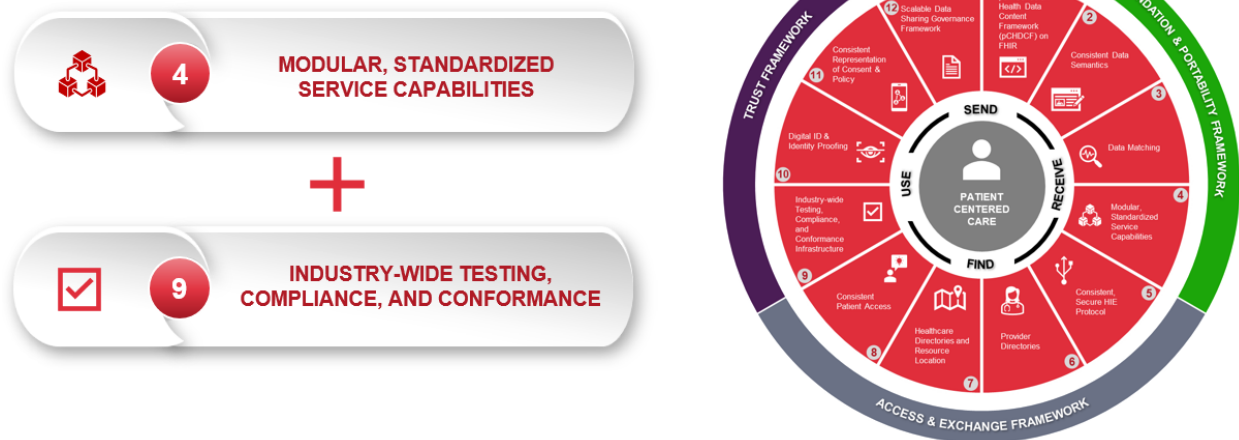 4
MODULAR, STANDARDIZED
SERVICE CAPABILITIES
9
INDUSTRY-WIDE TESTING,
COMPLIANCE, AND CONFORMANCE
TRUST FRAMEWORK
& PORTABILITY FRAMEWORK
ACCESS & EXCHANGE FRAMEWORK
SEND
RECEIVE
FIND
USE
PATIENT
CENTERED
CARE
Health Data
Content
Framework
(pCHDCF) on
FHIR
2
Consistent Data
Semantics
3
Data Matching
4
Modular,
Standardized
Service
Capabilities
5
Consistent,
Secure HIE
Protocol
6
Provider
Directories
7
Healthcare
Directories and
Resource
Location
8
Consistent
Patient Access
9
Industry-wide
Testing,
Compliance,
and
Conformance
Infrastructure
10
Digital ID &
Identity Proofing
11
Consistent
Representation
of Consent &
Policy
12
Scalable Data
Sharing Governance
Framework